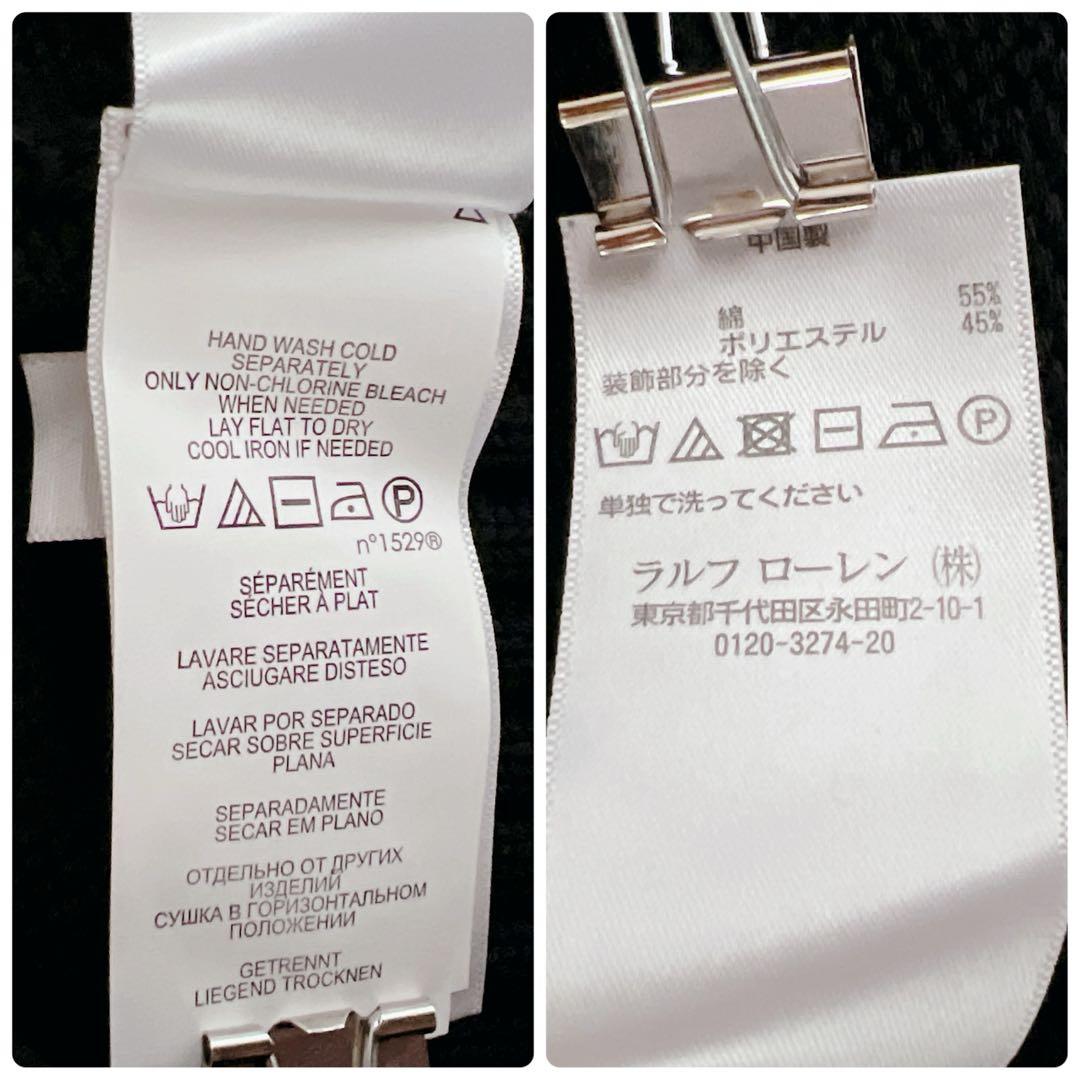 HAND WASH COLD
SEPARATELY
ONLY NON-CHLORINE BLEACH
WHEN NEEDED
LAY FLAT TO DRY
COOL IRON IF NEEDED
P
n°1529®
SÉPARÉMENT
SÉCHER À PLAT
LAVARE SEPARATAMENTE
ASCIUGARE DISTESO
LAVAR POR SEPARADO
SECAR SOBRE SUPERFICIE
PLANA
SEPARADAMENTE
SECAR EM PLANO
ОТДЕЛЬНО ОТ ДРУГИХ
ИЗДЕЛИЙ
СУШКА В ГОРИЗОНТАЛЬНОМ
ПОЛОЖЕНИИ
GETRENNT
LIEGEND TROCKNEN
中国製
綿 55%
ポリエステル 45%
装飾部分を除く
P
単独で洗ってください
ラルフ ローレン (株)
東京都千代田区永田町2-10-1
0120-3274-20